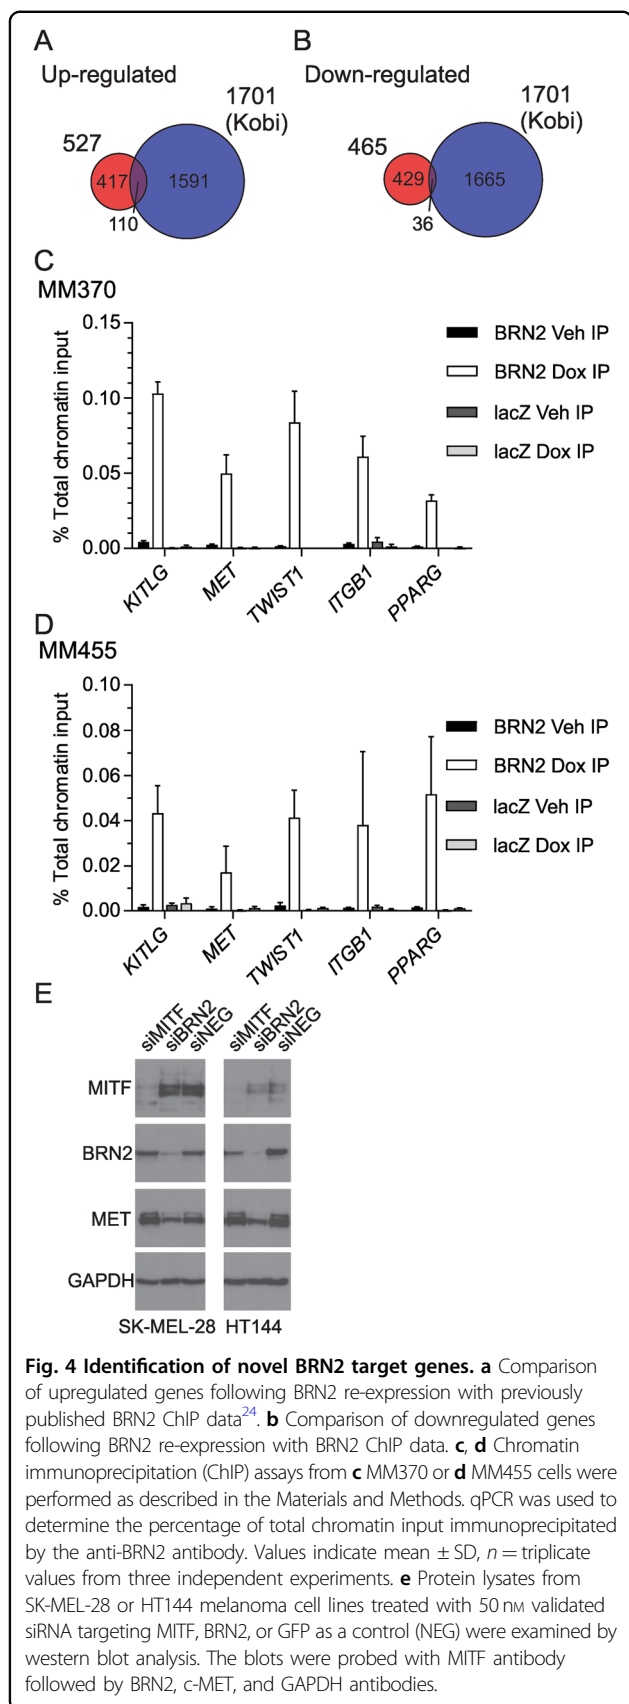 A
Up-regulated
527
1701
(Kobi)
417
1591
110
B
Down-regulated
465
1701
(Kobi)
429
1665
36
C
MM370
% Total chromatin input
0.15
0.10
0.05
0.00
KITLG
MET
TWIST1
ITGB1
PPARG
BRN2 Veh IP
BRN2 Dox IP
lacZ Veh IP
lacZ Dox IP
D
MM455
% Total chromatin input
0.10
0.08
0.06
0.04
0.02
0.00
KITLG
MET
TWIST1
ITGB1
PPARG
BRN2 Veh IP
BRN2 Dox IP
lacZ Veh IP
lacZ Dox IP
E
siMITF
siBRN2
siNEG
siMITF
siBRN2
siNEG
MITF
BRN2
MET
GAPDH
SK-MEL-28 HT144
Fig. 4 Identification of novel BRN2 target genes. a Comparison
of upregulated genes following BRN2 re-expression with previously
published BRN2 ChIP data24. b Comparison of downregulated genes
following BRN2 re-expression with BRN2 ChIP data. c, d Chromatin
immunoprecipitation (ChIP) assays from c MM370 or d MM455 cells were
performed as described in the Materials and Methods. qPCR was used to
determine the percentage of total chromatin input immunoprecipitated
by the anti-BRN2 antibody. Values indicate mean ± SD, n = triplicate
values from three independent experiments. e Protein lysates from
SK-MEL-28 or HT144 melanoma cell lines treated with 50 nM validated
siRNA targeting MITF, BRN2, or GFP as a control (NEG) were examined by
western blot analysis. The blots were probed with MITF antibody
followed by BRN2, c-MET, and GAPDH antibodies.